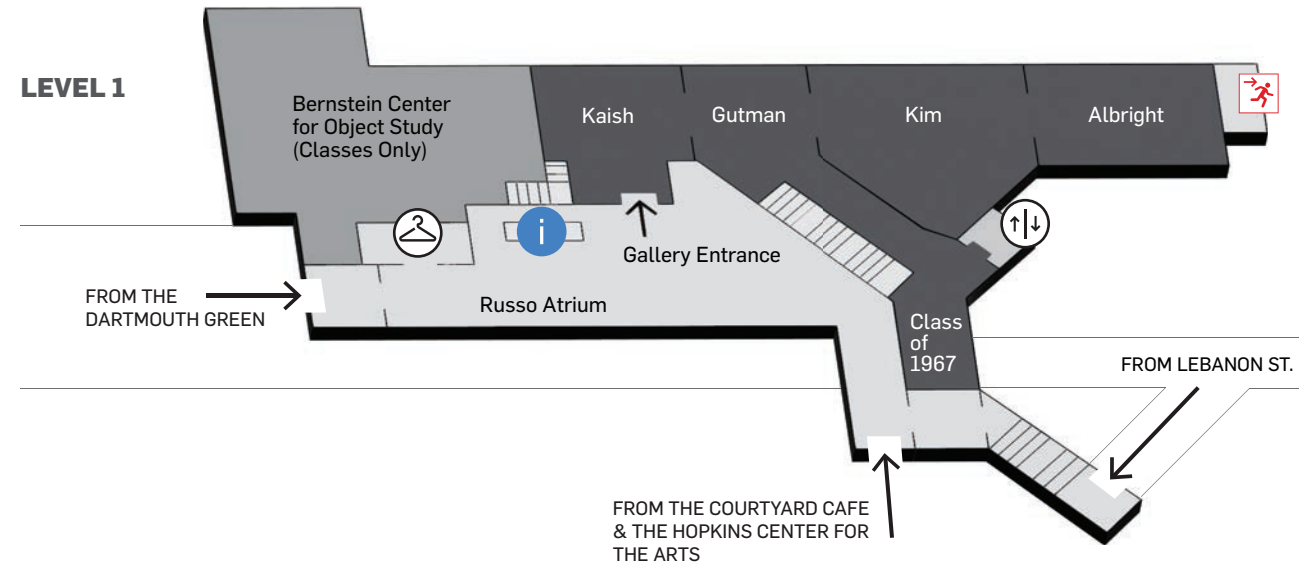 LEVEL 1
Bernstein Center
for Object Study
(Classes Only)
Kaish
Gutman
Kim
Albright
i
Gallery Entrance
FROM THE
DARTMOUTH GREEN
Russo Atrium
Class
of
1967
FROM LEBANON ST.
FROM THE COURTYARD CAFE
& THE HOPKINS CENTER FOR
THE ARTS